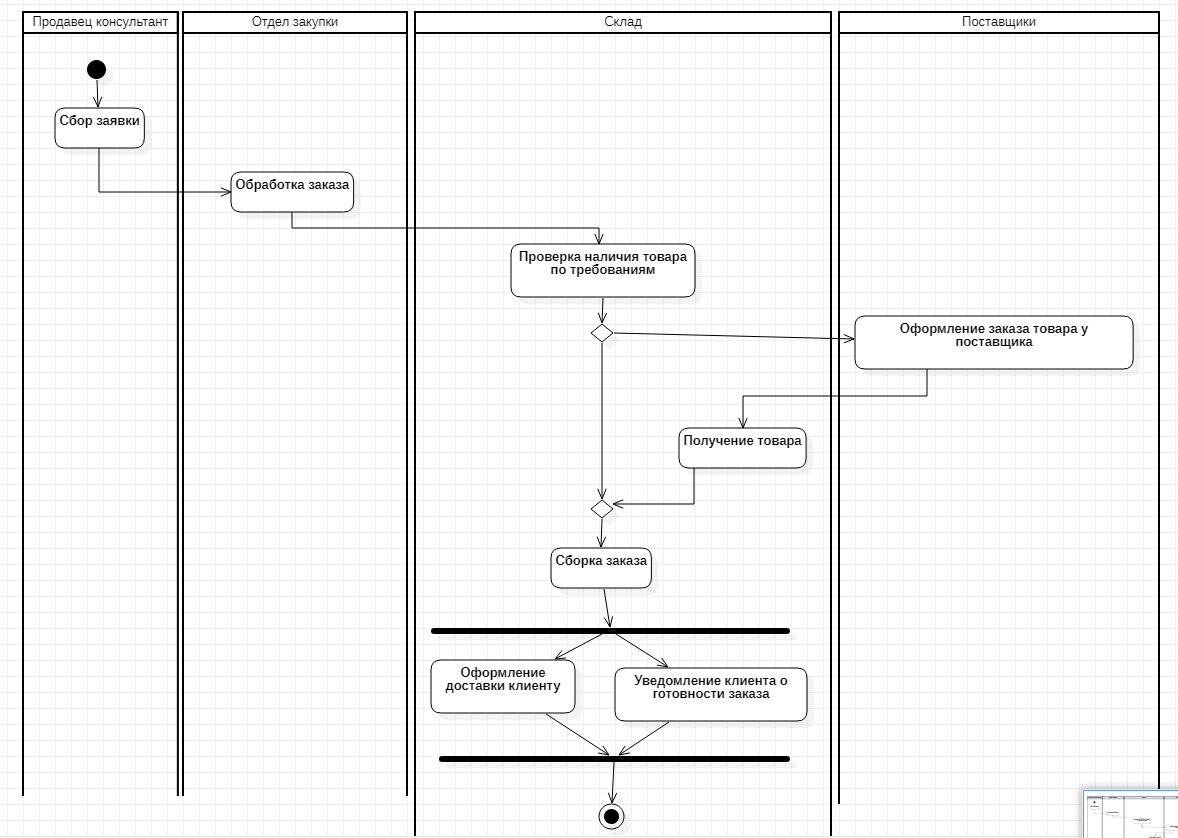 Продавец консультант
Отдел закупки
Склад
Поставщики
Сбор заявки
Обработка заказа
Проверка наличия товара
по требованиям
Оформление заказа товара у
поставщика
Получение товара
Сборка заказа
Оформление
доставки клиенту
Уведомление клиента о
готовности заказа